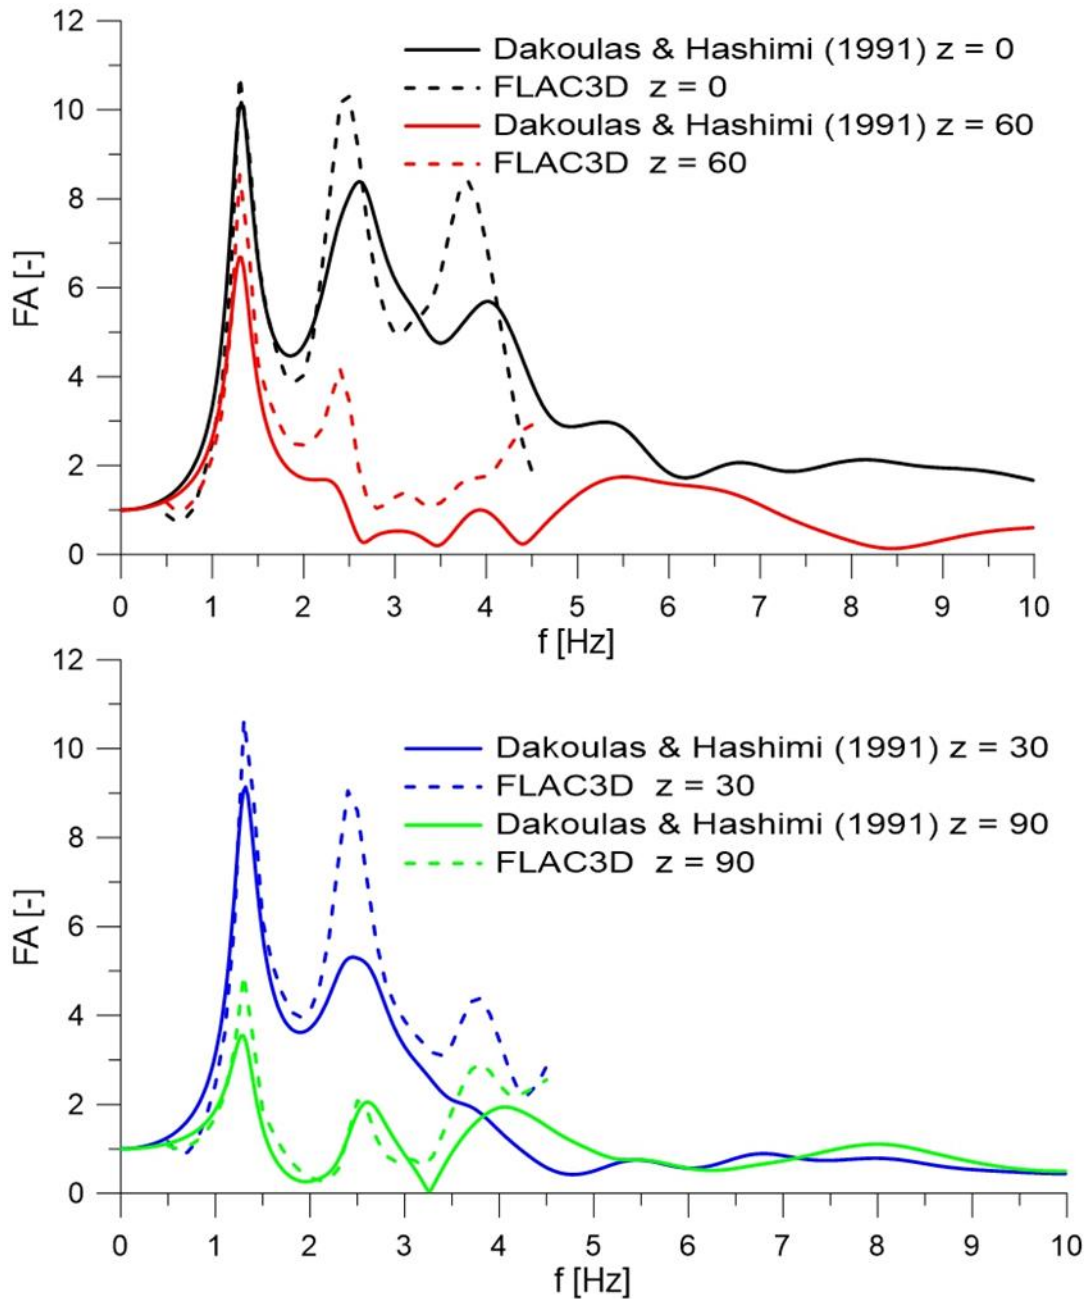 12
10
8
6
4
2
0
FA [-]
Dakoulas & Hashimi (1991) z = 0
FLAC3D z = 0
Dakoulas & Hashimi (1991) z = 60
FLAC3D z = 60
0 1 2 3 4 5 6 7 8 9 10
f [Hz]
12
10
8
6
4
2
0
FA [-]
Dakoulas & Hashimi (1991) z = 30
FLAC3D z = 30
Dakoulas & Hashimi (1991) z = 90
FLAC3D z = 90
0 1 2 3 4 5 6 7 8 9 10
f [Hz]